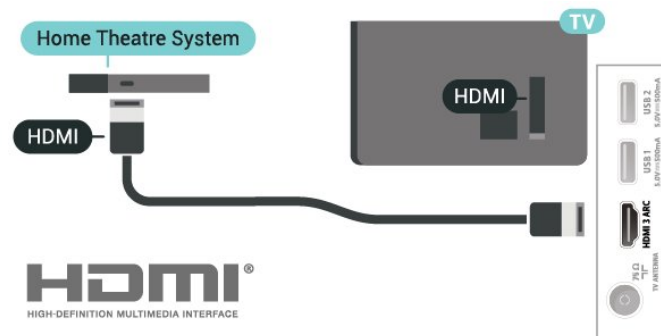 Home Theatre System
TV
HDMI
HDMI
USB 2
5.0V⎓500mA
USB 1
5.0V⎓500mA
HDMI 3 ARC
75 Ω
TV ANTENNA
HDMI®
HIGH-DEFINITION MULTIMEDIA INTERFACE